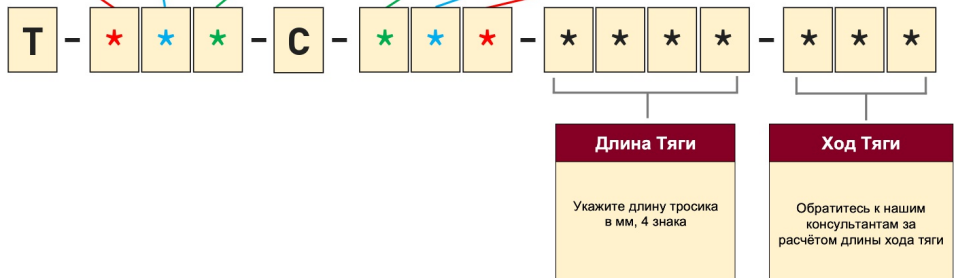 Т - * * * - С - * * * - * * * * - * * *
Длина Тяги
Укажите длину тросика
в мм, 4 знака
Ход Тяги
Обратитесь к нашим
консультантам за
расчётом длины хода тяги